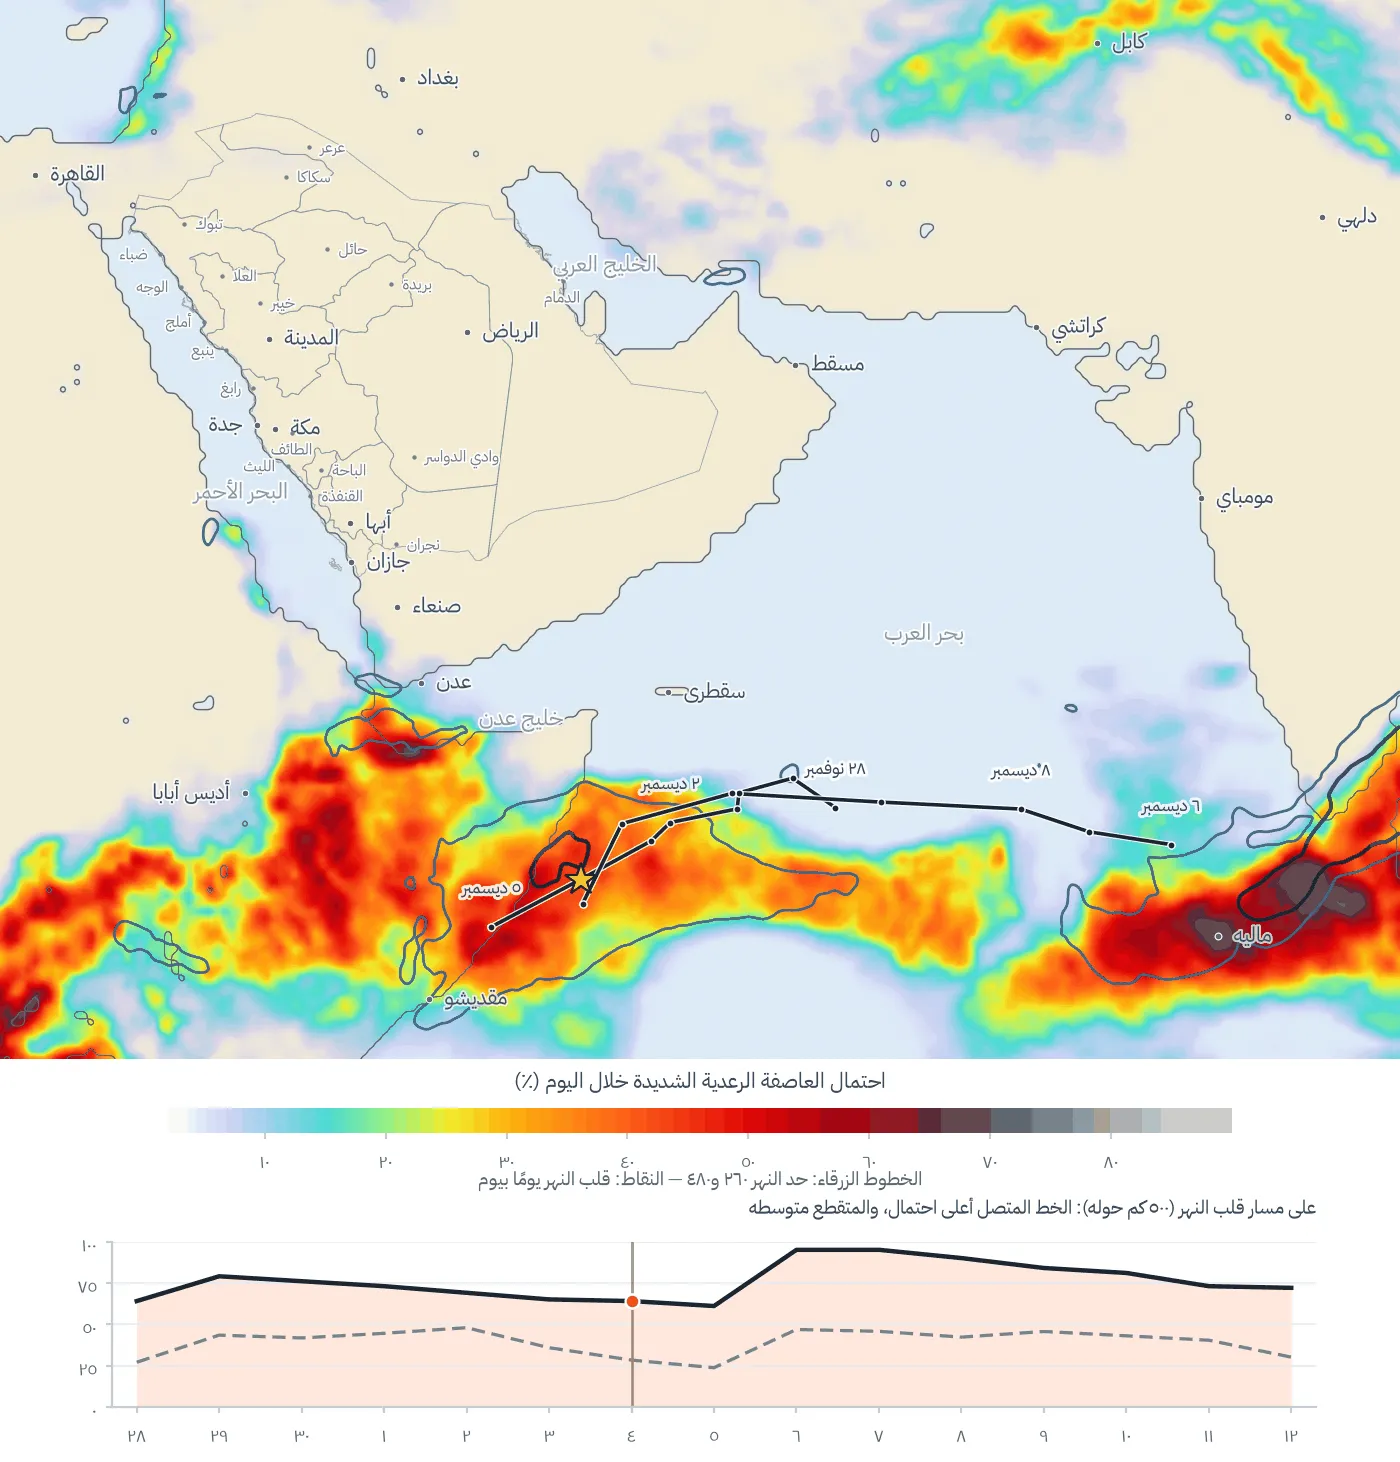 كابل
بغداد
عرعر
القاهرة
سكاكا
دلهي
تبوك
حائل
ضباء
الخليج العربي
العلا
الوجه
بريدة
الدمام
خيبر
أملج
كراتشي
الرياض
المدينة
ينبع
مسقط
رابغ
جدة
مكة
الطائف
وادي الدواسر
الليث
الباحة
البحر الأحمر
القنفذة
مومباي
أبها
نجران
جازان
صنعاء
بحر العرب
عدن
سقطرى
خليج عدن
٢٨ نوفمبر
٨ ديسمبر
٢ ديسمبر
أديس أبابا
٦ ديسمبر
٥ ديسمبر
ماليه
مقديشو
احتمال العاصفة الرعدية الشديدة خلال اليوم (٪)
١٠ ٢٠ ٣٠ ٤٠ ٥٠ ٦٠ ٧٠ ٨٠
الخطوط الزرقاء: حد النهر ٢٦٠ و٤٨٠ — النقاط: قلب النهر يومًا بيوم
على مسار قلب النهر (٥٠٠ كم حوله): الخط المتصل أعلى احتمال، والمتقطع متوسطه
١٠٠
٧٥
٥٠
٢٥
٠
٢٨ ٢٩ ٣٠ ١ ٢ ٣ ٤ ٥ ٦ ٧ ٨ ٩ ١٠ ١١ ١٢